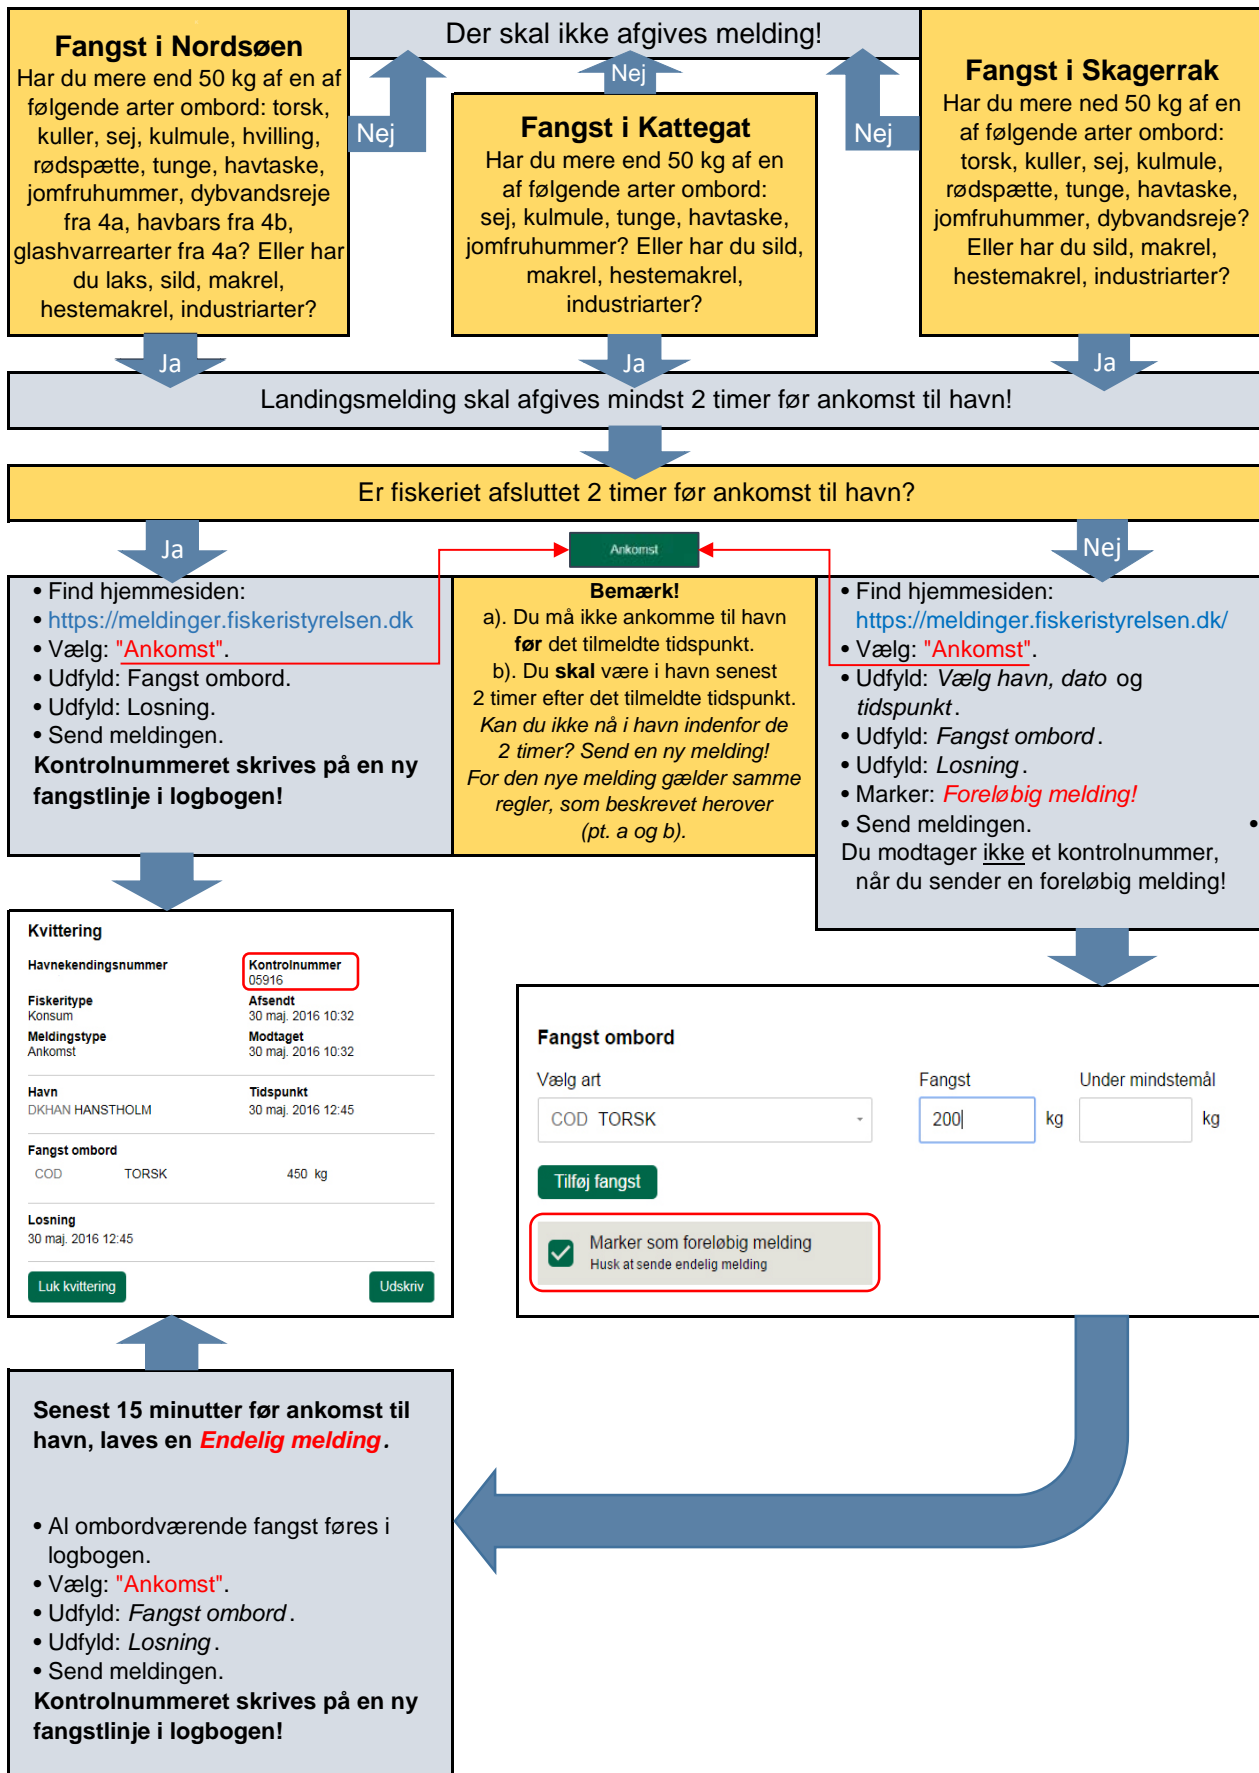 Der skal ikke afgives melding!
Fangst i Nordsøen
Har du mere end 50 kg af en af
følgende arter ombord: torsk,
kuller, sej, kulmule, hvilling,
rødspætte, tunge, havtaske,
jomfruhummer, dybvandsreje
fra 4a, havbars fra 4b,
glashvarrearter fra 4a? Eller har
du laks, sild, makrel,
hestemakrel, industriarter?
Nej
Nej
Nej
Fangst i Kattegat
Har du mere end 50 kg af en
af følgende arter ombord:
sej, kulmule, tunge, havtaske,
jomfruhummer? Eller har du sild,
makrel, hestemakrel,
industriarter?
Fangst i Skagerrak
Har du mere ned 50 kg af en
af følgende arter ombord:
torsk, kuller, sej, kulmule,
rødspætte, tunge, havtaske,
jomfruhummer, dybvandsreje?
Eller har du sild, makrel,
hestemakrel, industriarter?
Ja
Ja
Ja
Landingsmelding skal afgives mindst 2 timer før ankomst til havn!
Er fiskeriet afsluttet 2 timer før ankomst til havn?
Ja
Ankomst
Nej
• Find hjemmesiden:
• https://meldinger.fiskeristyrelsen.dk
• Vælg: "Ankomst".
• Udfyld: Fangst ombord.
• Udfyld: Losning.
• Send meldingen.
Kontrolnummeret skrives på en ny
fangstlinje i logbogen!
Bemærk!
a). Du må ikke ankomme til havn
før det tilmeldte tidspunkt.
b). Du skal være i havn senest
2 timer efter det tilmeldte tidspunkt.
Kan du ikke nå i havn indenfor de
2 timer? Send en ny melding!
For den nye melding gælder samme
regler, som beskrevet herover
(pt. a og b).
• Find hjemmesiden:
https://meldinger.fiskeristyrelsen.dk/
• Vælg: "Ankomst".
• Udfyld: Vælg havn, dato og
tidspunkt.
• Udfyld: Fangst ombord.
• Udfyld: Losning.
• Marker: Foreløbig melding!
• Send meldingen. •
Du modtager ikke et kontrolnummer,
når du sender en foreløbig melding!
Kvittering
Havnekendingsnummer Kontrolnummer
05916
Fiskeritype Afsendt
Konsum 30 maj. 2016 10:32
Meldingstype Modtaget
Ankomst 30 maj. 2016 10:32
Havn Tidspunkt
DKHAN HANSTHOLM 30 maj. 2016 12:45
Fangst ombord
COD TORSK 450 kg
Losning
30 maj. 2016 12:45
Luk kvittering Udskriv
Fangst ombord
Vælg art Fangst Under mindstemål
COD TORSK 200 kg kg
Tilføj fangst
Marker som foreløbig melding
Husk at sende endelig melding
Senest 15 minutter før ankomst til
havn, laves en Endelig melding.
• Al ombordværende fangst føres i
logbogen.
• Vælg: "Ankomst".
• Udfyld: Fangst ombord.
• Udfyld: Losning.
• Send meldingen.
Kontrolnummeret skrives på en ny
fangstlinje i logbogen!